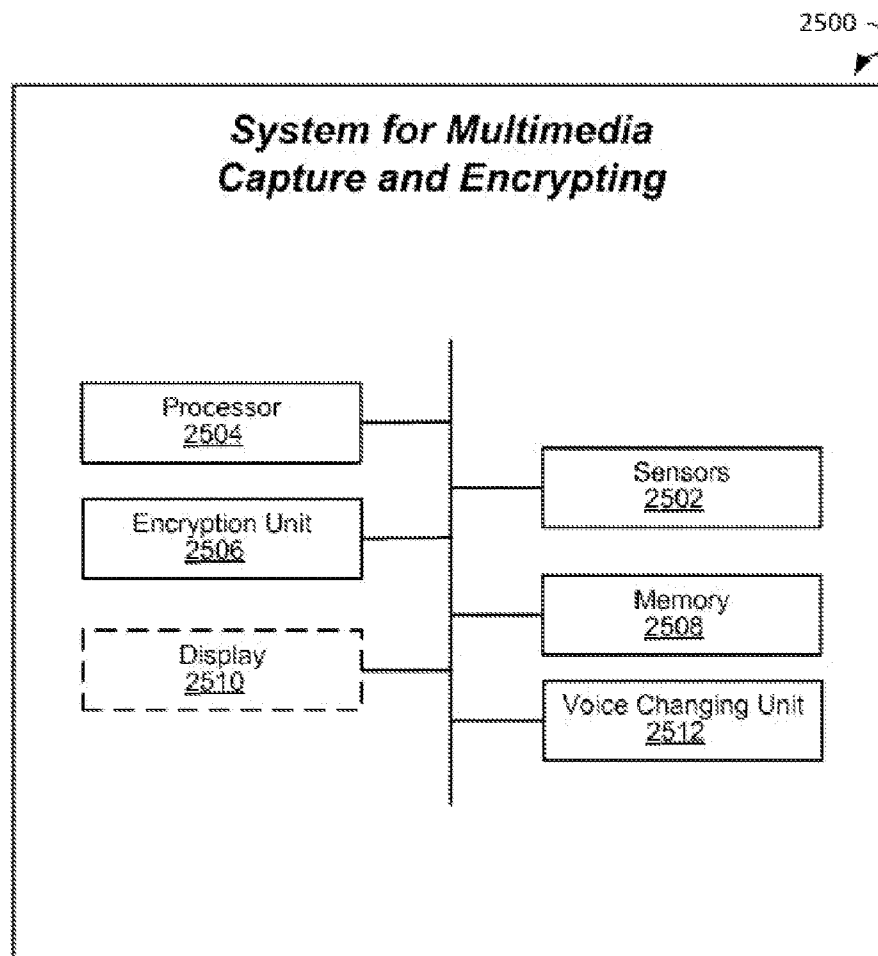 2500
System for Multimedia
Capture and Encrypting
Processor
2504
Sensors
2502
Encryption Unit
2506
Memory
2508
Display
2510
Voice Changing Unit
2512